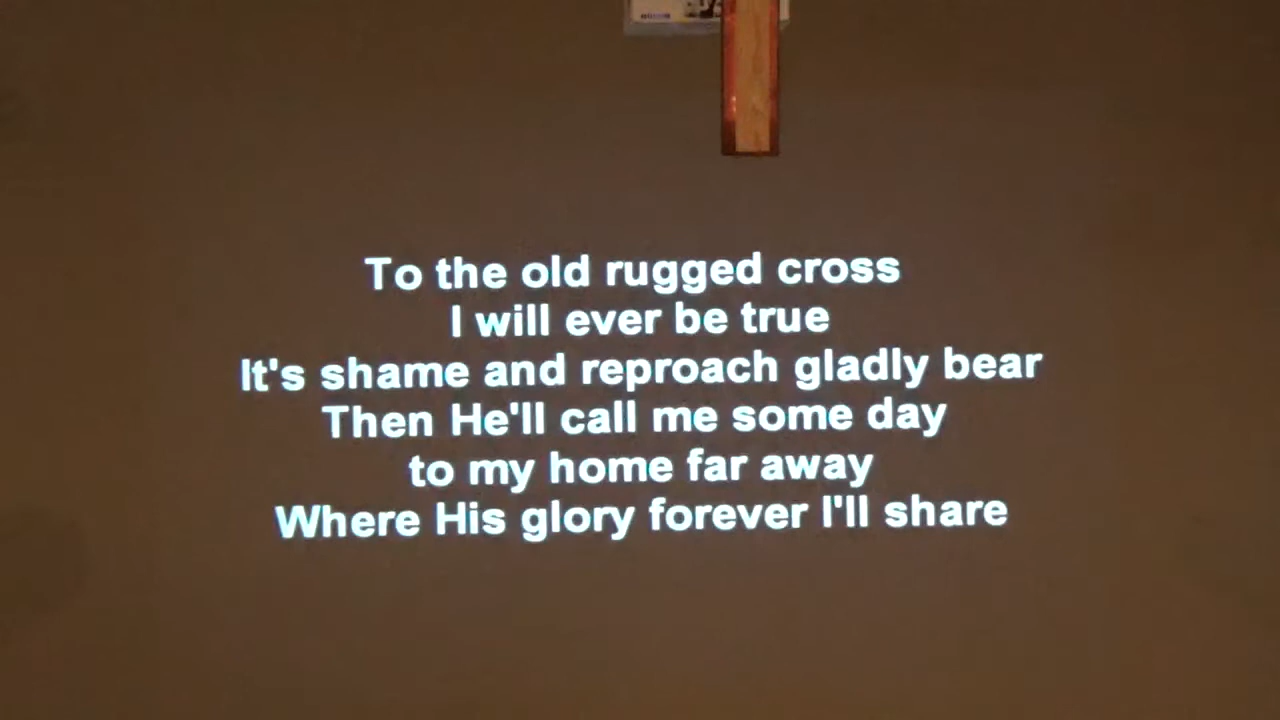 To the old rugged cross
I will ever be true
It's shame and reproach gladly bear
Then He'll call me some day
to my home far away
Where His glory forever I'll share